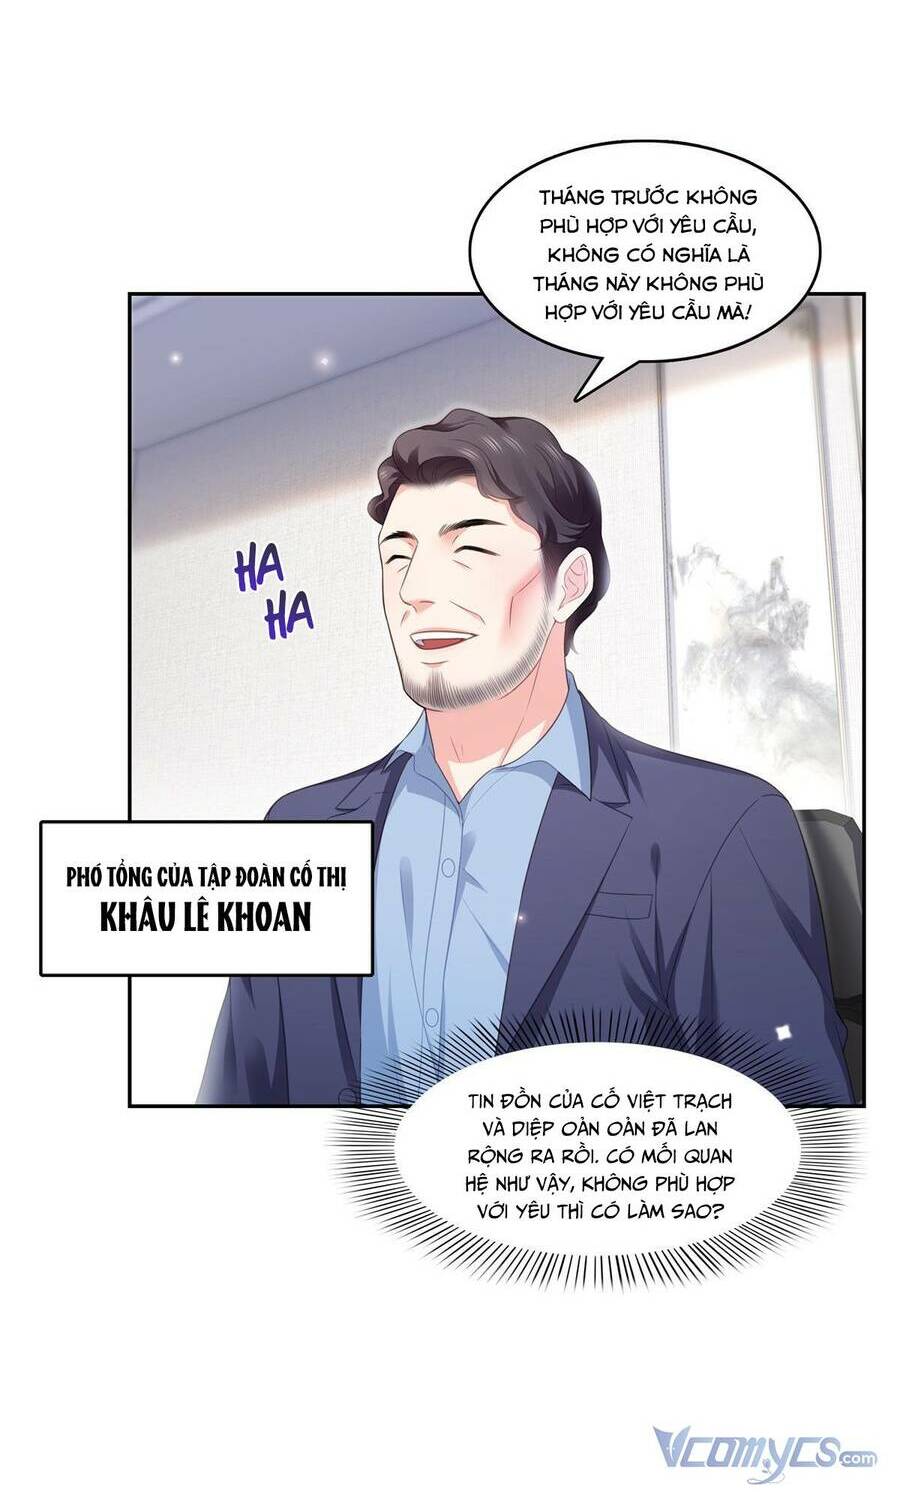 THÁNG TRƯỚC KHÔNG
PHÙ HỢP VỚI YÊU CẦU,
KHÔNG CÓ NGHĨA LÀ
THÁNG NÀY KHÔNG PHÙ
HỢP VỚI YÊU CẦU MÀ!
HA
HA
PHÓ TỔNG CỦA TẬP ĐOÀN CỐ THỊ
KHÂU LÊ KHOAN
TIN ĐỒN CỦA CỐ VIỆT TRẠCH
VÀ DIỆP OẢN OẢN ĐÃ LAN
RỘNG RA RỒI. CÓ MỐI QUAN
HỆ NHƯ VẬY, KHÔNG PHÙ HỢP
VỚI YÊU THÌ CÓ LÀM SAO?
VCOMYCS.com